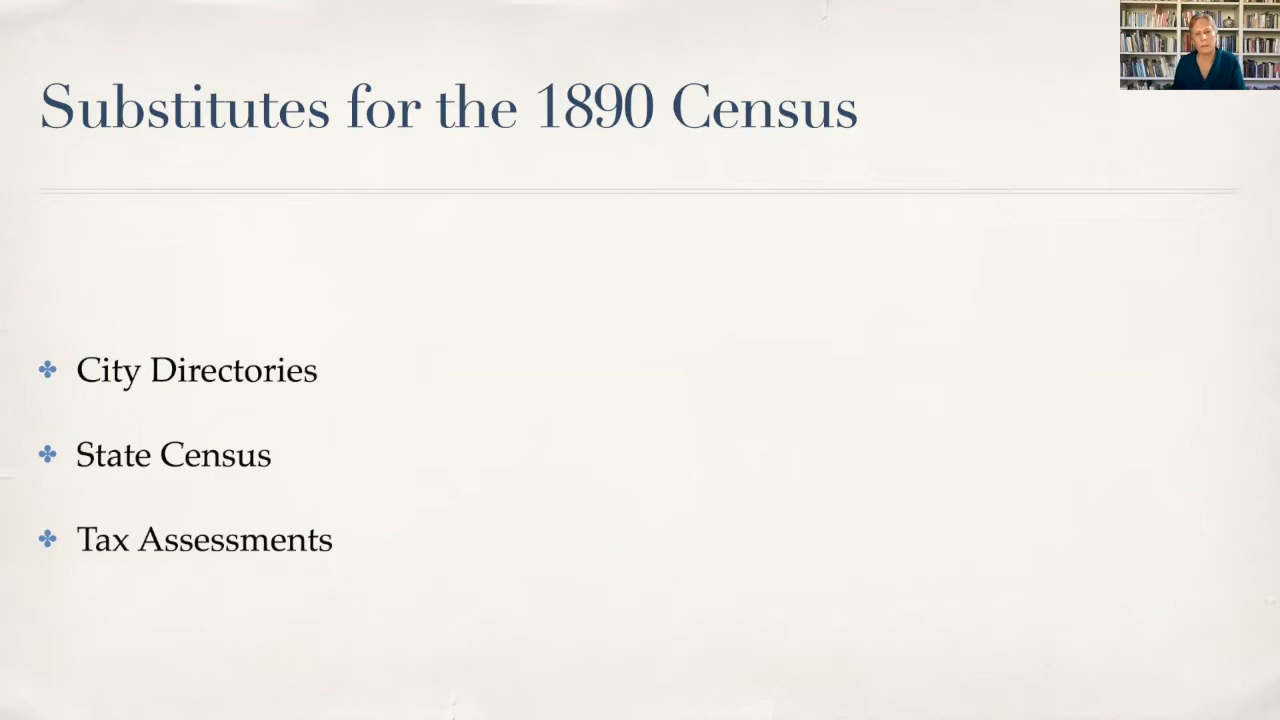 Substitutes for the 1890 Census
City Directories
State Census
Tax Assessments